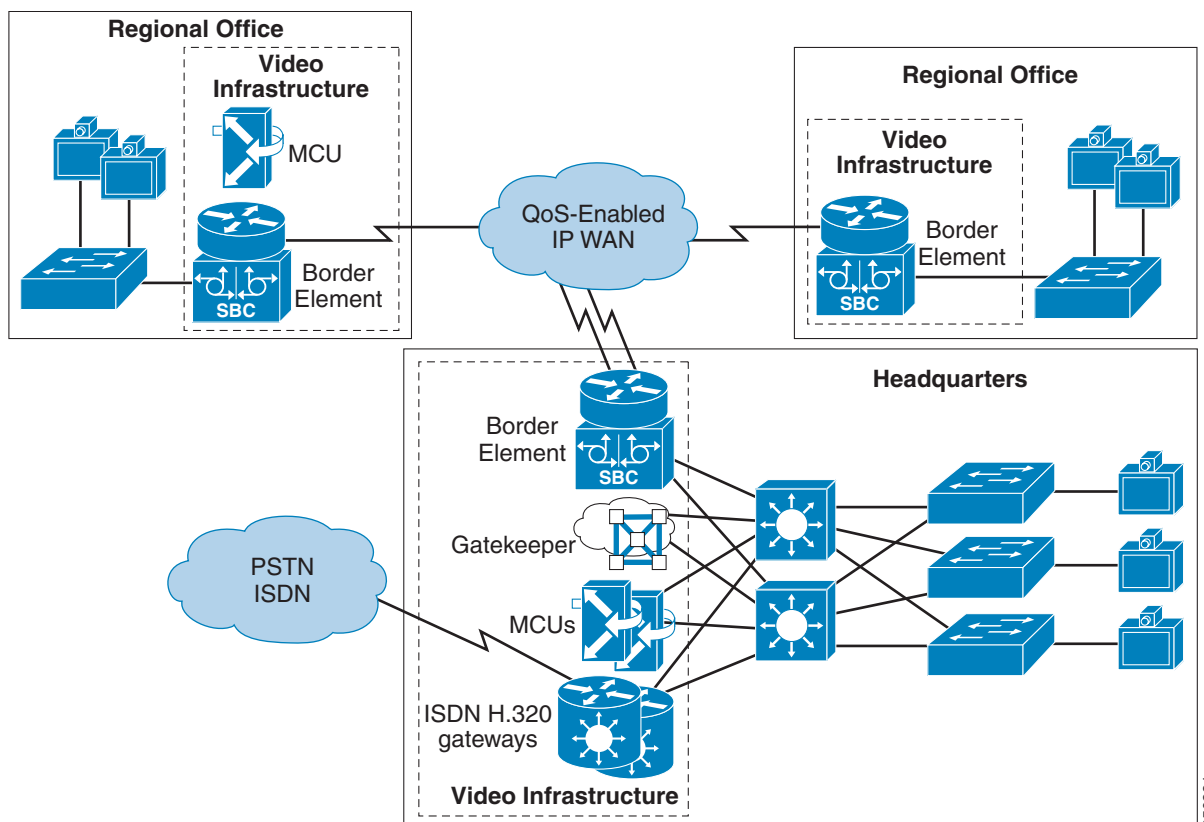 Regional Office
Video
Infrastructure
MCU
Border
Element
SBC
QoS-Enabled
IP WAN
Regional Office
Video
Infrastructure
Border
Element
SBC
Headquarters
Border
Element
SBC
Gatekeeper
MCUs
ISDN H.320
gateways
Video Infrastructure
PSTN
ISDN